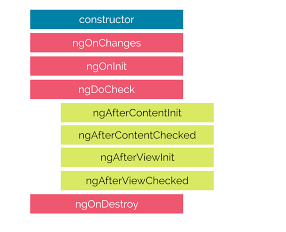 constructor
ngOnChanges
ngOnInit
ngDoCheck
ngAfterContentInit
ngAfterContentChecked
ngAfterViewInit
ngAfterViewChecked
ngOnDestroy